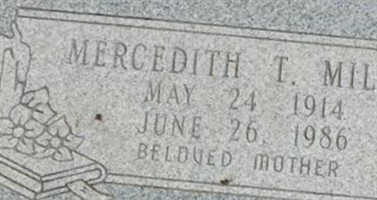 MERCEDITH T. MIL
MAY 24 1914
JUNE 26, 1986
BELOVED MOTHER